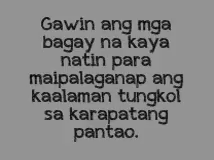 Gawin ang mga
bagay na kaya
natin para
maipalaganap ang
kaalaman tungkol
sa karapatang
pantao.